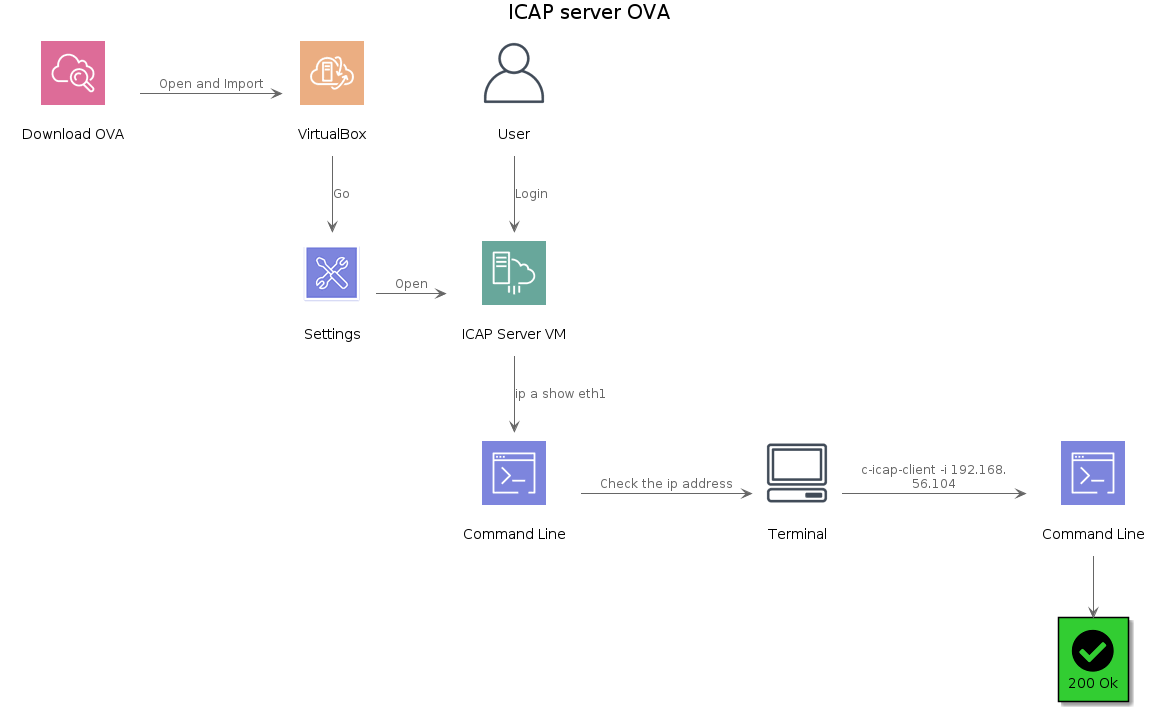 ICAP server OVA
Open and Import
Download OVA
VirtualBox
User
Go
Login
Open
Settings
ICAP Server VM
ip a show eth1
Check the ip address
c-icap-client -i 192.168.
56.104
Command Line
Terminal
Command Line
200 Ok